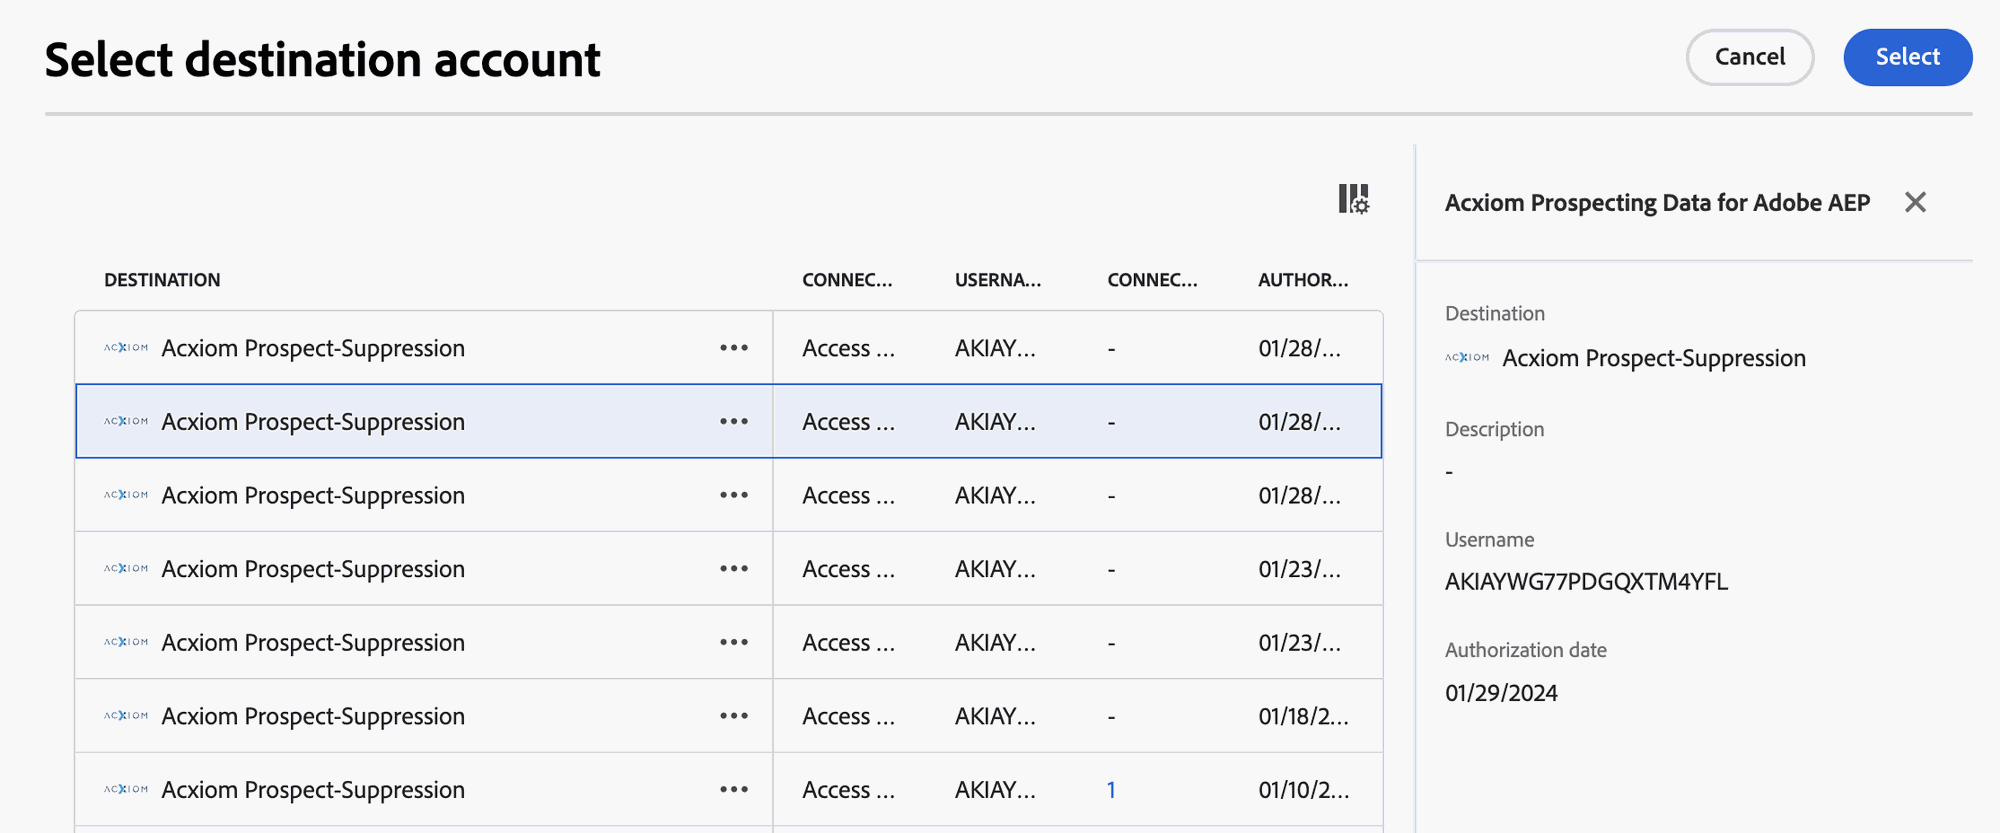 Select destination account
Cancel
Select
Acxiom Prospecting Data for Adobe AEP
DESTINATION CONNEC... USERNA... CONNEC... AUTHOR...
ACXIOM Acxiom Prospect-Suppression ••• Access ... AKIAY... - 01/28/...
ACXIOM Acxiom Prospect-Suppression ••• Access ... AKIAY... - 01/28/...
ACXIOM Acxiom Prospect-Suppression ••• Access ... AKIAY... - 01/28/...
ACXIOM Acxiom Prospect-Suppression ••• Access ... AKIAY... - 01/23/...
ACXIOM Acxiom Prospect-Suppression ••• Access ... AKIAY... - 01/23/...
ACXIOM Acxiom Prospect-Suppression ••• Access ... AKIAY... - 01/18/2...
ACXIOM Acxiom Prospect-Suppression ••• Access ... AKIAY... 1 01/10/2...
Destination
ACXIOM Acxiom Prospect-Suppression
Description
-
Username
AKIAYWG77PDGQXTM4YFL
Authorization date
01/29/2024